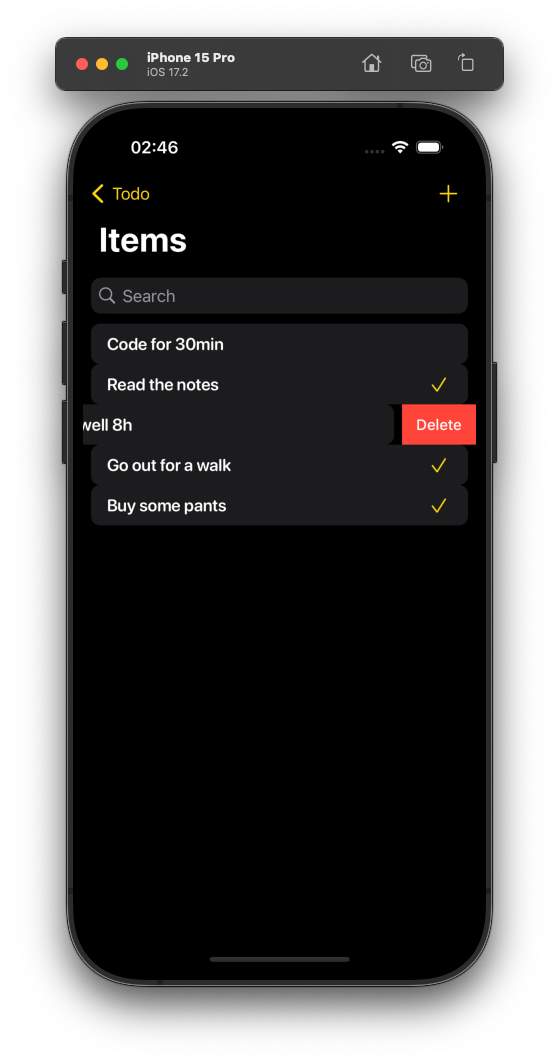 iPhone 15 Pro
iOS 17.2
02:46
Todo
Items
Search
Code for 30min
Read the notes
well 8h
Delete
Go out for a walk
Buy some pants